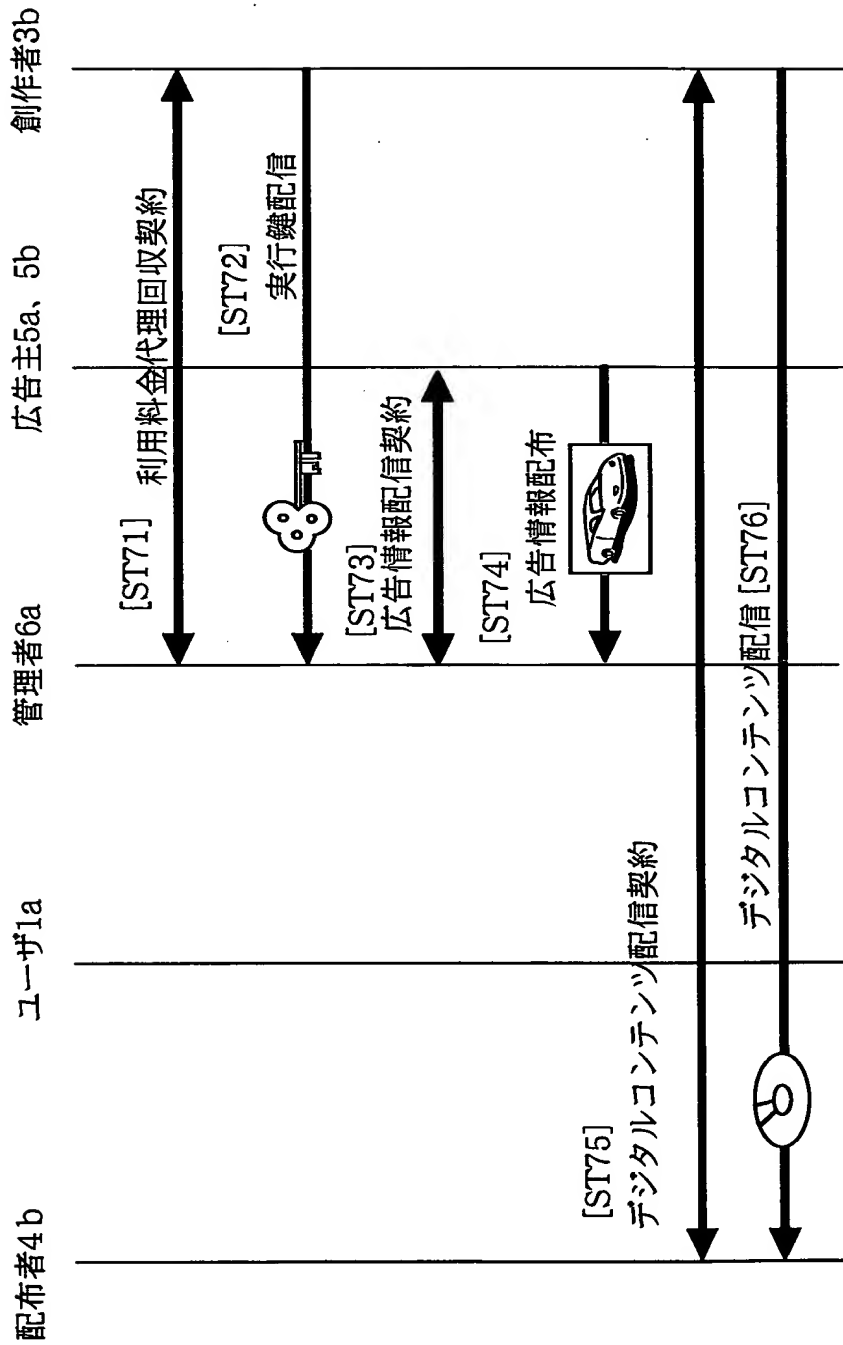 配布者4b
ユーザ1a
管理者6a
広告主5a、5b
創作者3b
[ST71]
利用料金代理回収契約
[ST72]
実行鍵配信
[ST73]
広告情報配信契約
[ST74]
広告情報配布
[ST75]
デジタルコンテンツ配信契約
デジタルコンテンツ配信[ST76]